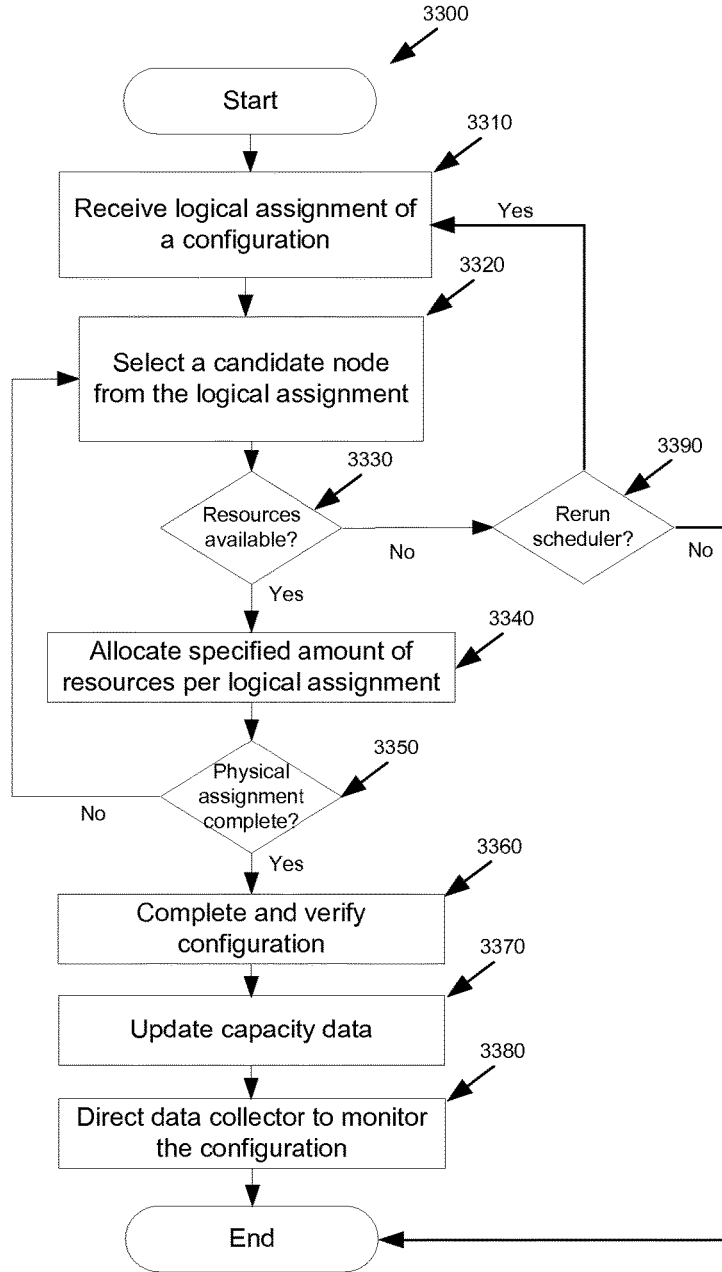 3300
Start
3310
Receive logical assignment of
a configuration
Yes
3320
Select a candidate node
from the logical assignment
3330
3390
Resources
available?
No
Rerun
scheduler?
No
Yes
3340
Allocate specified amount of
resources per logical assignment
3350
Physical
assignment
complete?
No
Yes
3360
Complete and verify
configuration
3370
Update capacity data
3380
Direct data collector to monitor
the configuration
End